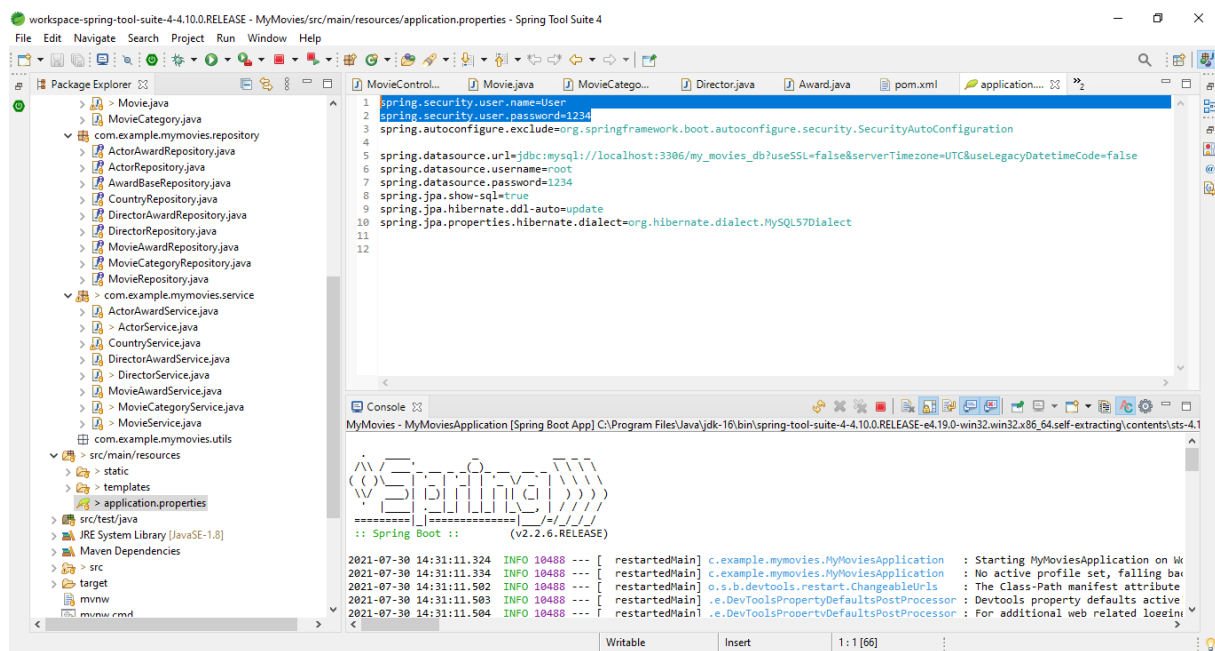 workspace-spring-tool-suite-4-4.10.0.RELEASE - MyMovies/src/main/resources/application.properties - Spring Tool Suite 4
File Edit Navigate Search Project Run Window Help
Package Explorer
> Movie.java
MovieCategory.java
com.example.mymovies.repository
ActorAwardRepository.java
ActorRepository.java
AwardBaseRepository.java
CountryRepository.java
DirectorAwardRepository.java
DirectorRepository.java
MovieAwardRepository.java
MovieCategoryRepository.java
MovieRepository.java
> com.example.mymovies.service
ActorAwardService.java
> ActorService.java
CountryService.java
DirectorAwardService.java
> DirectorService.java
MovieAwardService.java
> MovieCategoryService.java
> MovieService.java
com.example.mymovies.utils
> src/main/resources
> static
> templates
> application.properties
src/test/java
JRE System Library [JavaSE-1.8]
Maven Dependencies
> src
target
mvnw
mvnw.cmd
MovieControl... Movie.java MovieCatego... Director.java Award.java pom.xml application.... »2
1 spring.security.user.name=User
2 spring.security.user.password=1234
3 spring.autoconfigure.exclude=org.springframework.boot.autoconfigure.security.SecurityAutoConfiguration
4
5 spring.datasource.url=jdbc:mysql://localhost:3306/my_movies_db?useSSL=false&serverTimezone=UTC&useLegacyDatetimeCode=false
6 spring.datasource.username=root
7 spring.datasource.password=1234
8 spring.jpa.show-sql=true
9 spring.jpa.hibernate.ddl-auto=update
10 spring.jpa.properties.hibernate.dialect=org.hibernate.dialect.MySQL57Dialect
11
12
Console
MyMovies - MyMoviesApplication [Spring Boot App] C:\Program Files\Java\jdk-16\bin\spring-tool-suite-4-4.10.0.RELEASE-e4.19.0-win32.win32.x86_64.self-extracting\contents\sts-4.1
Spring
:: Spring Boot :: (v2.2.6.RELEASE)
2021-07-30 14:31:11.324 INFO 10488 --- [ restartedMain] c.example.mymovies.MyMoviesApplication : Starting MyMoviesApplication on
2021-07-30 14:31:11.334 INFO 10488 --- [ restartedMain] c.example.mymovies.MyMoviesApplication : No active profile set, falling bac
2021-07-30 14:31:11.502 INFO 10488 --- [ restartedMain] o.s.b.devtools.restart.ChangeableUrls : The Class-Path manifest attribute
2021-07-30 14:31:11.503 INFO 10488 --- [ restartedMain] .e.DevToolsPropertyDefaultsPostProcessor : Devtools property defaults active
2021-07-30 14:31:11.504 INFO 10488 --- [ restartedMain] .e.DevToolsPropertyDefaultsPostProcessor : For additional web related logging
Writable Insert 1 : 1 [66]